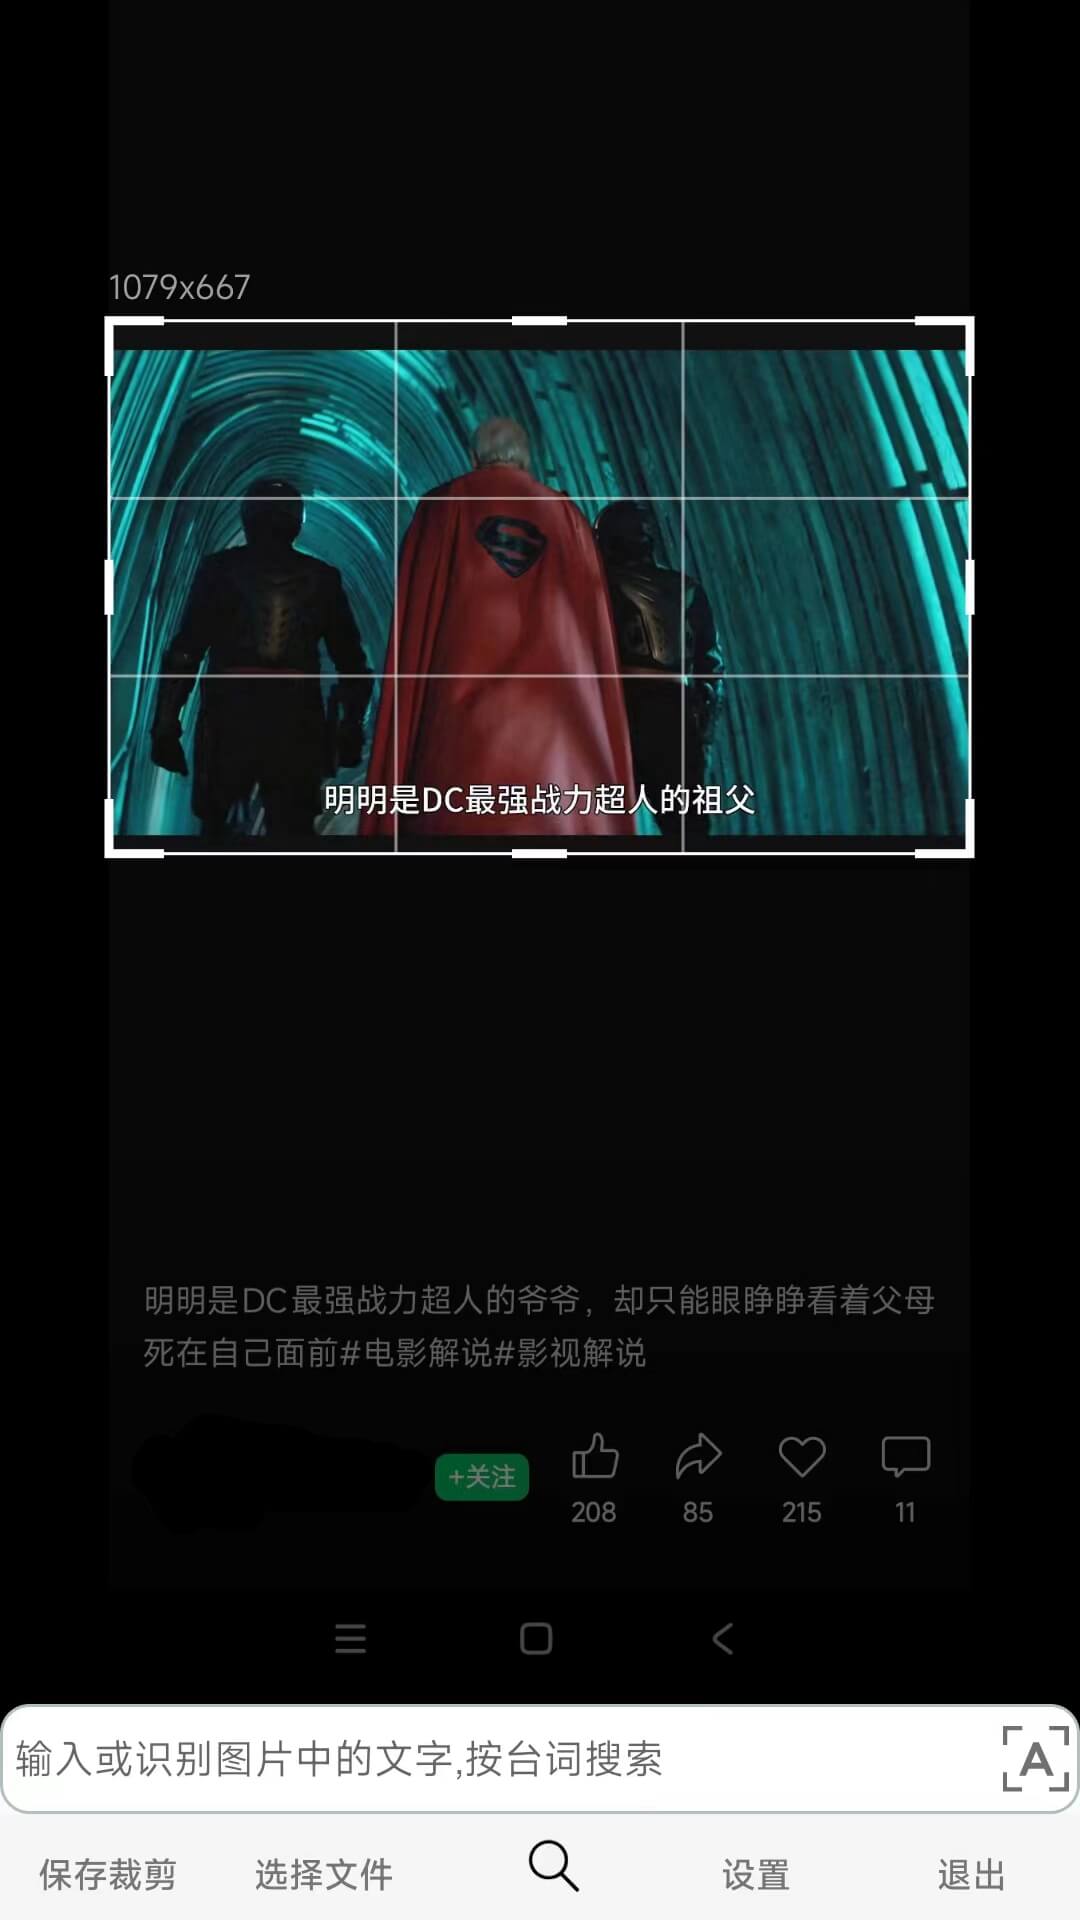 1079x667
明明是DC最强战力超人的祖父
明明是DC最强战力超人的爷爷，却只能眼睁睁看着父母
死在自己面前#电影解说#影视解说
+关注
208
85
215
11
输入或识别图片中的文字,按台词搜索
A
保存裁剪
选择文件
设置
退出